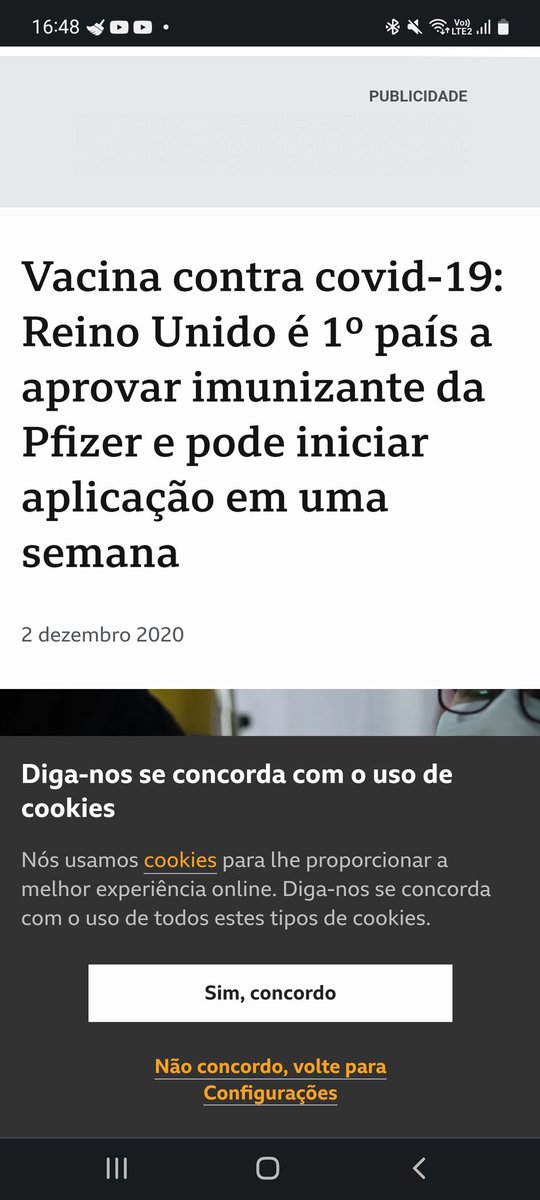 16:48
Vo))
LTE2
PUBLICIDADE
Vacina contra covid-19:
Reino Unido é 1º país a
aprovar imunizante da
Pfizer e pode iniciar
aplicação em uma
semana
2 dezembro 2020
Diga-nos se concorda com o uso de
cookies
Nós usamos cookies para lhe proporcionar a
melhor experiência online. Diga-nos se concorda
com o uso de todos estes tipos de cookies.
Sim, concordo
Não concordo, volte para
Configurações